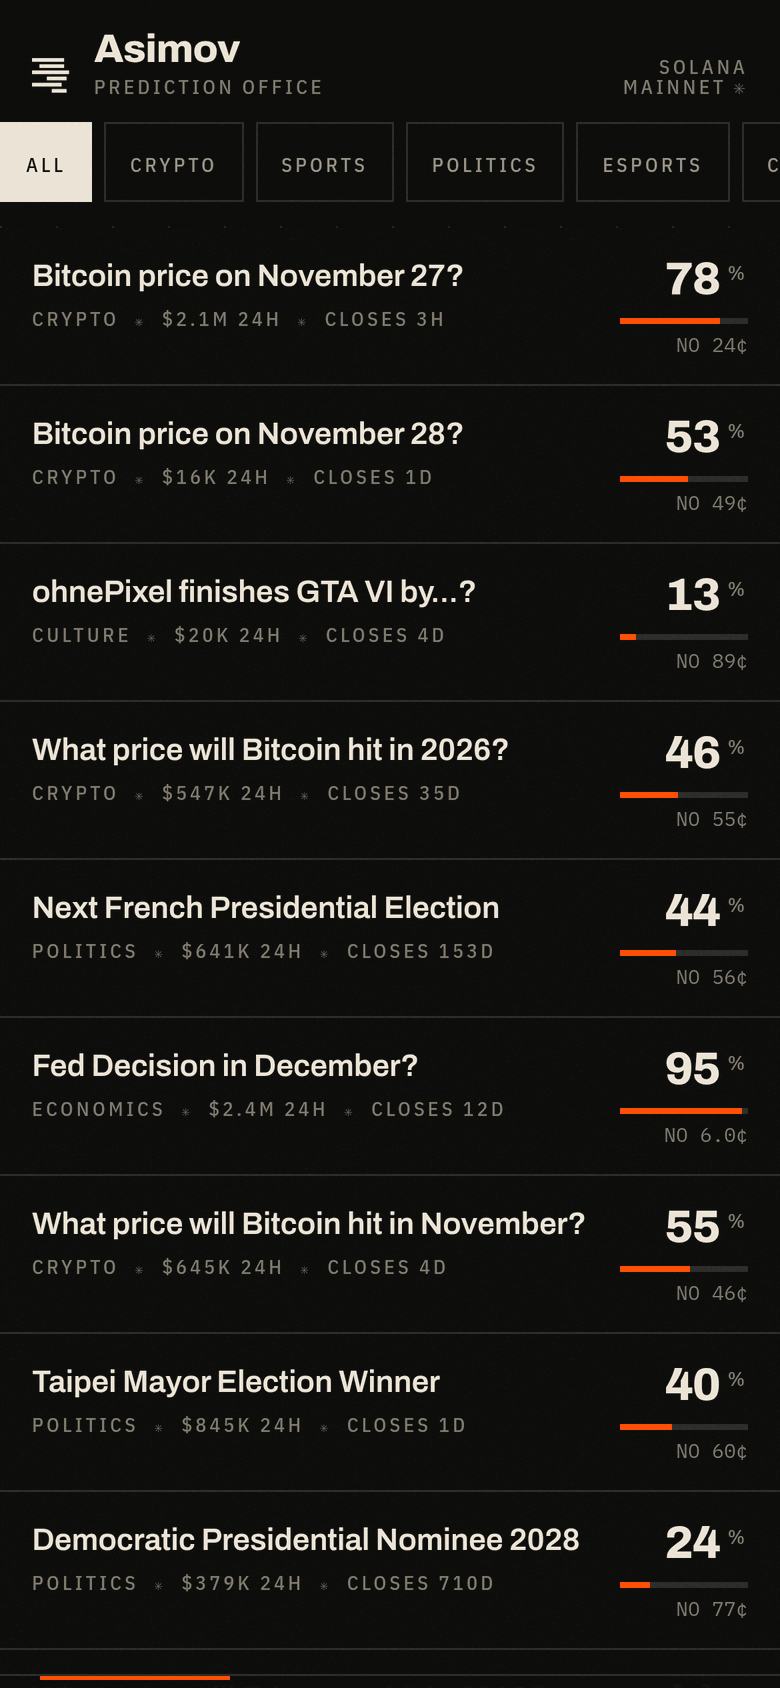 Asimov
PREDICTION OFFICE
SOLANA
MAINNET ✳
ALL
CRYPTO
SPORTS
POLITICS
ESPORTS
C
Bitcoin price on November 27?
78 %
CRYPTO ✳ $2.1M 24H ✳ CLOSES 3H
NO 24¢
Bitcoin price on November 28?
53 %
CRYPTO ✳ $16K 24H ✳ CLOSES 1D
NO 49¢
ohnePixel finishes GTA VI by...?
13 %
CULTURE ✳ $20K 24H ✳ CLOSES 4D
NO 89¢
What price will Bitcoin hit in 2026?
46 %
CRYPTO ✳ $547K 24H ✳ CLOSES 35D
NO 55¢
Next French Presidential Election
44 %
POLITICS ✳ $641K 24H ✳ CLOSES 153D
NO 56¢
Fed Decision in December?
95 %
ECONOMICS ✳ $2.4M 24H ✳ CLOSES 12D
NO 6.0¢
What price will Bitcoin hit in November?
55 %
CRYPTO ✳ $645K 24H ✳ CLOSES 4D
NO 46¢
Taipei Mayor Election Winner
40 %
POLITICS ✳ $845K 24H ✳ CLOSES 1D
NO 60¢
Democratic Presidential Nominee 2028
24 %
POLITICS ✳ $379K 24H ✳ CLOSES 710D
NO 77¢